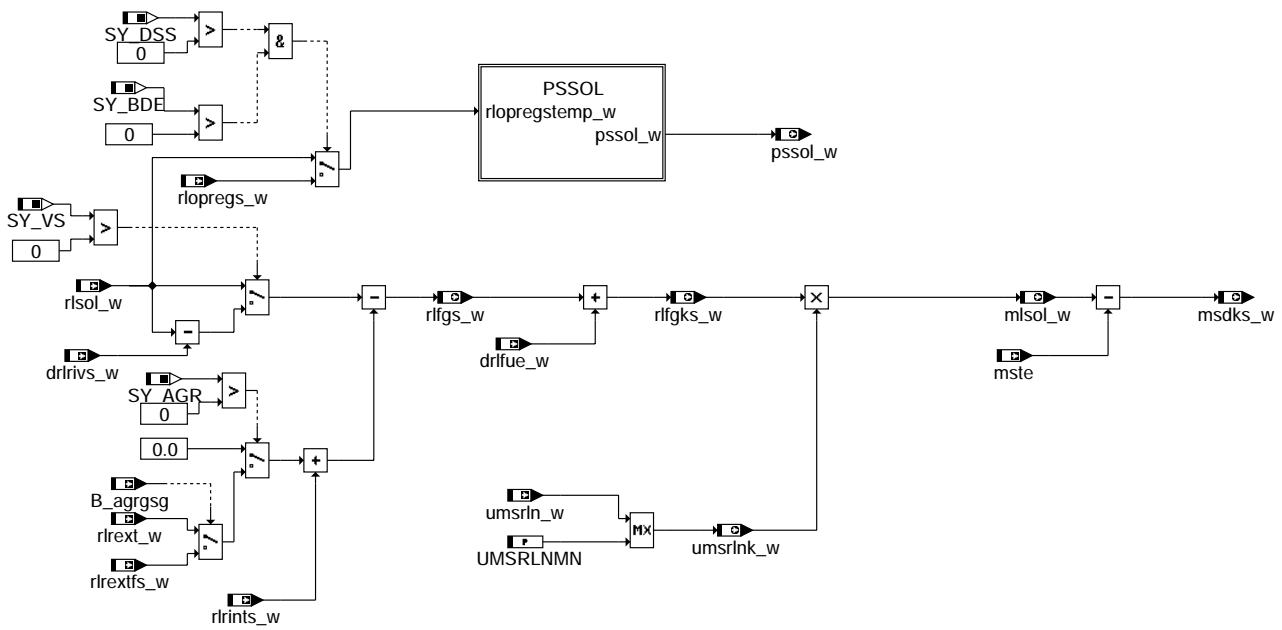 SY_DSS
>
0
&
SY_BDE
>
0
PSSOL
rlopregstemp_w
pssol_w
pssol_w
rlopregs_w
SY_VS
>
0
rlsol_w
-
-
rlfgs_w
+
rlfgks_w
X
mlsol_w
-
msdks_w
drlrivs_w
drlfue_w
mste
SY_AGR
>
0
0.0
+
B_agrgsg
rlrext_w
rlrextfs_w
rlrints_w
umsrln_w
P
UMSRLNMN
MX
umsrlnk_w